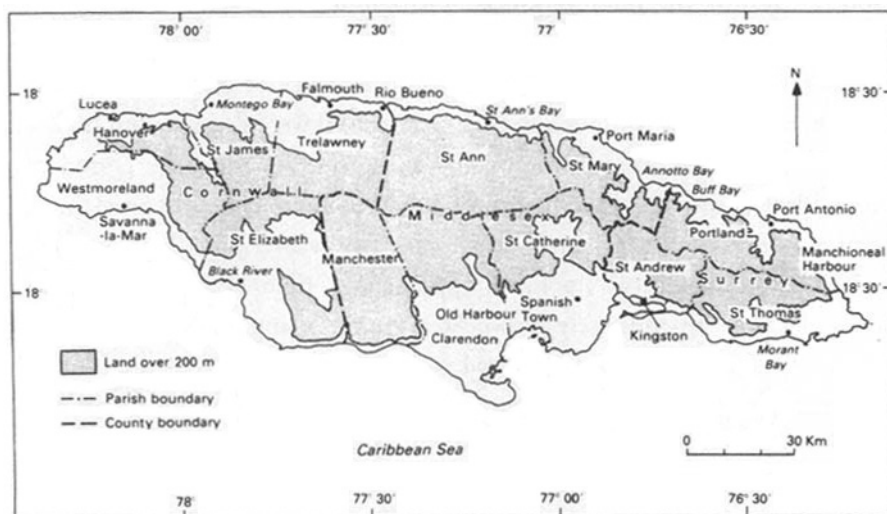 78° 00'
77° 30'
77° 00'
76° 30'
N
18° 30'
18° 30'
Lucea
Montego Bay
Falmouth
Rio Bueno
St Ann's Bay
Port Maria
Hanover
St James
Trelawney
St Ann
St Mary
Annotto Bay
Buff Bay
Westmoreland
Cornwall
Middlesex
Port Antonio
Savanna
-la-Mar
St Elizabeth
Manchester
St Catherine
Portland
Manchioneal
Harbour
Black River
St Andrew
Surrey
18°
18° 30'
Old Harbour
Spanish
Town
St Thomas
Clarendon
Kingston
Morant
Bay
Land over 200 m
Parish boundary
County boundary
Caribbean Sea
0
30 Km
78°
77° 30'
77° 00'
76° 30'